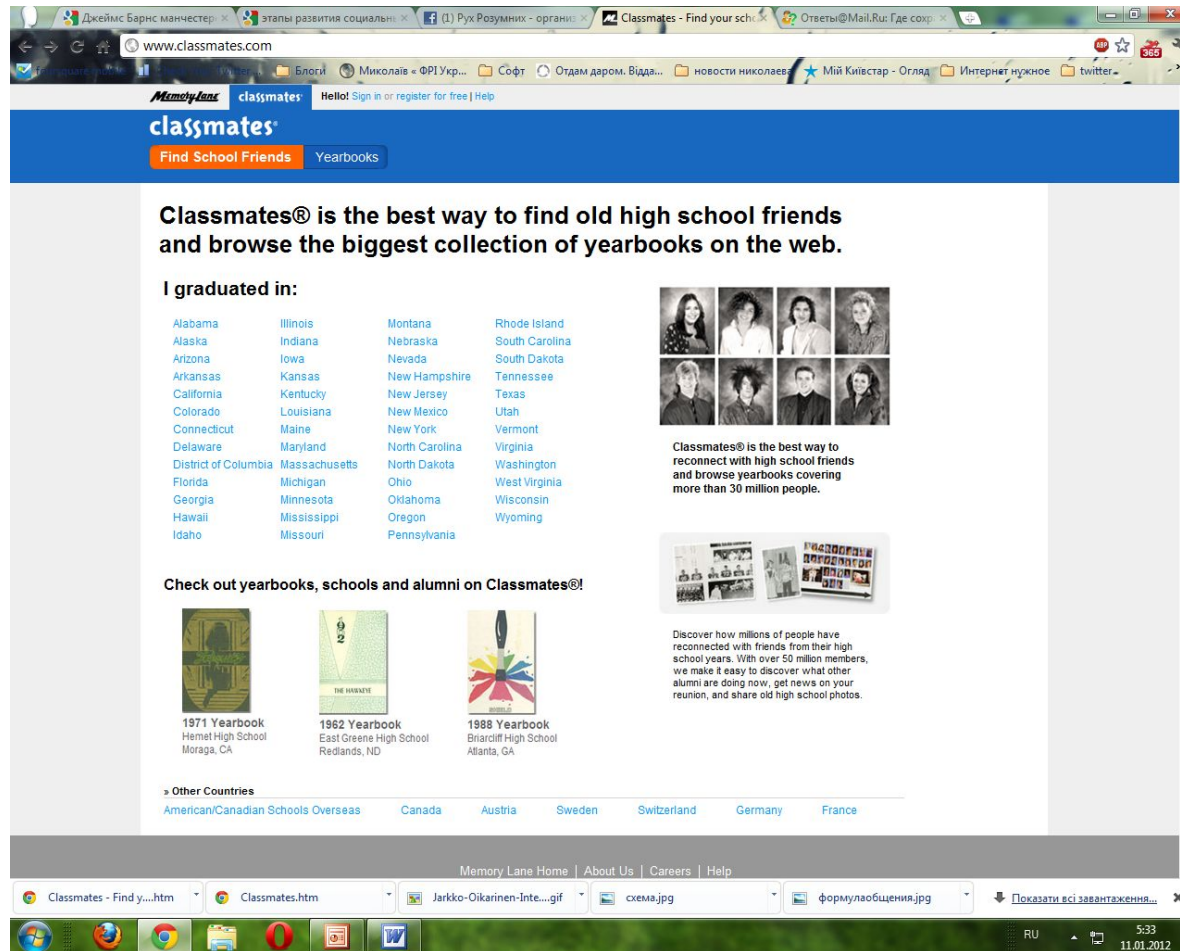 Джеймс Барнс манчестер
этапы развития социальн
(1) Рух Розумних - организ
Classmates - Find your scho
Ответы@Mail.Ru: Где сохр
www.classmates.com
ABP
365
Блоги
Миколаїв « ФРІ Укр...
Софт
Отдам даром. Відда...
новости николаева
Мій Київстар - Огляд
Интернет нужное
twitter
Memory Lane classmates Hello! Sign in or register for free | Help
classmates
Find School Friends Yearbooks
Classmates® is the best way to find old high school friends
and browse the biggest collection of yearbooks on the web.
I graduated in:
Alabama Illinois Montana Rhode Island
Alaska Indiana Nebraska South Carolina
Arizona Iowa Nevada South Dakota
Arkansas Kansas New Hampshire Tennessee
California Kentucky New Jersey Texas
Colorado Louisiana New Mexico Utah
Connecticut Maine New York Vermont
Delaware Maryland North Carolina Virginia
District of Columbia Massachusetts North Dakota Washington
Florida Michigan Ohio West Virginia
Georgia Minnesota Oklahoma Wisconsin
Hawaii Mississippi Oregon Wyoming
Idaho Missouri Pennsylvania
Classmates® is the best way to
reconnect with high school friends
and browse yearbooks covering
more than 30 million people.
Check out yearbooks, schools and alumni on Classmates®!
THE HAWKEYE
1971 Yearbook
Hemet High School
Moraga, CA
1962 Yearbook
East Greene High School
Redlands, ND
1988 Yearbook
Briarcliff High School
Atlanta, GA
Discover how millions of people have
reconnected with friends from their high
school years. With over 50 million members,
we make it easy to discover what other
alumni are doing now, get news on your
reunion, and share old high school photos.
» Other Countries
American/Canadian Schools Overseas Canada Austria Sweden Switzerland Germany France
Memory Lane Home | About Us | Careers | Help
Classmates - Find y....htm
Classmates.htm
Jarkko-Oikarinen-Inte....gif
схема.jpg
формулаобщения.jpg
Показати всі завантаження...
RU
5:33
11.01.2012